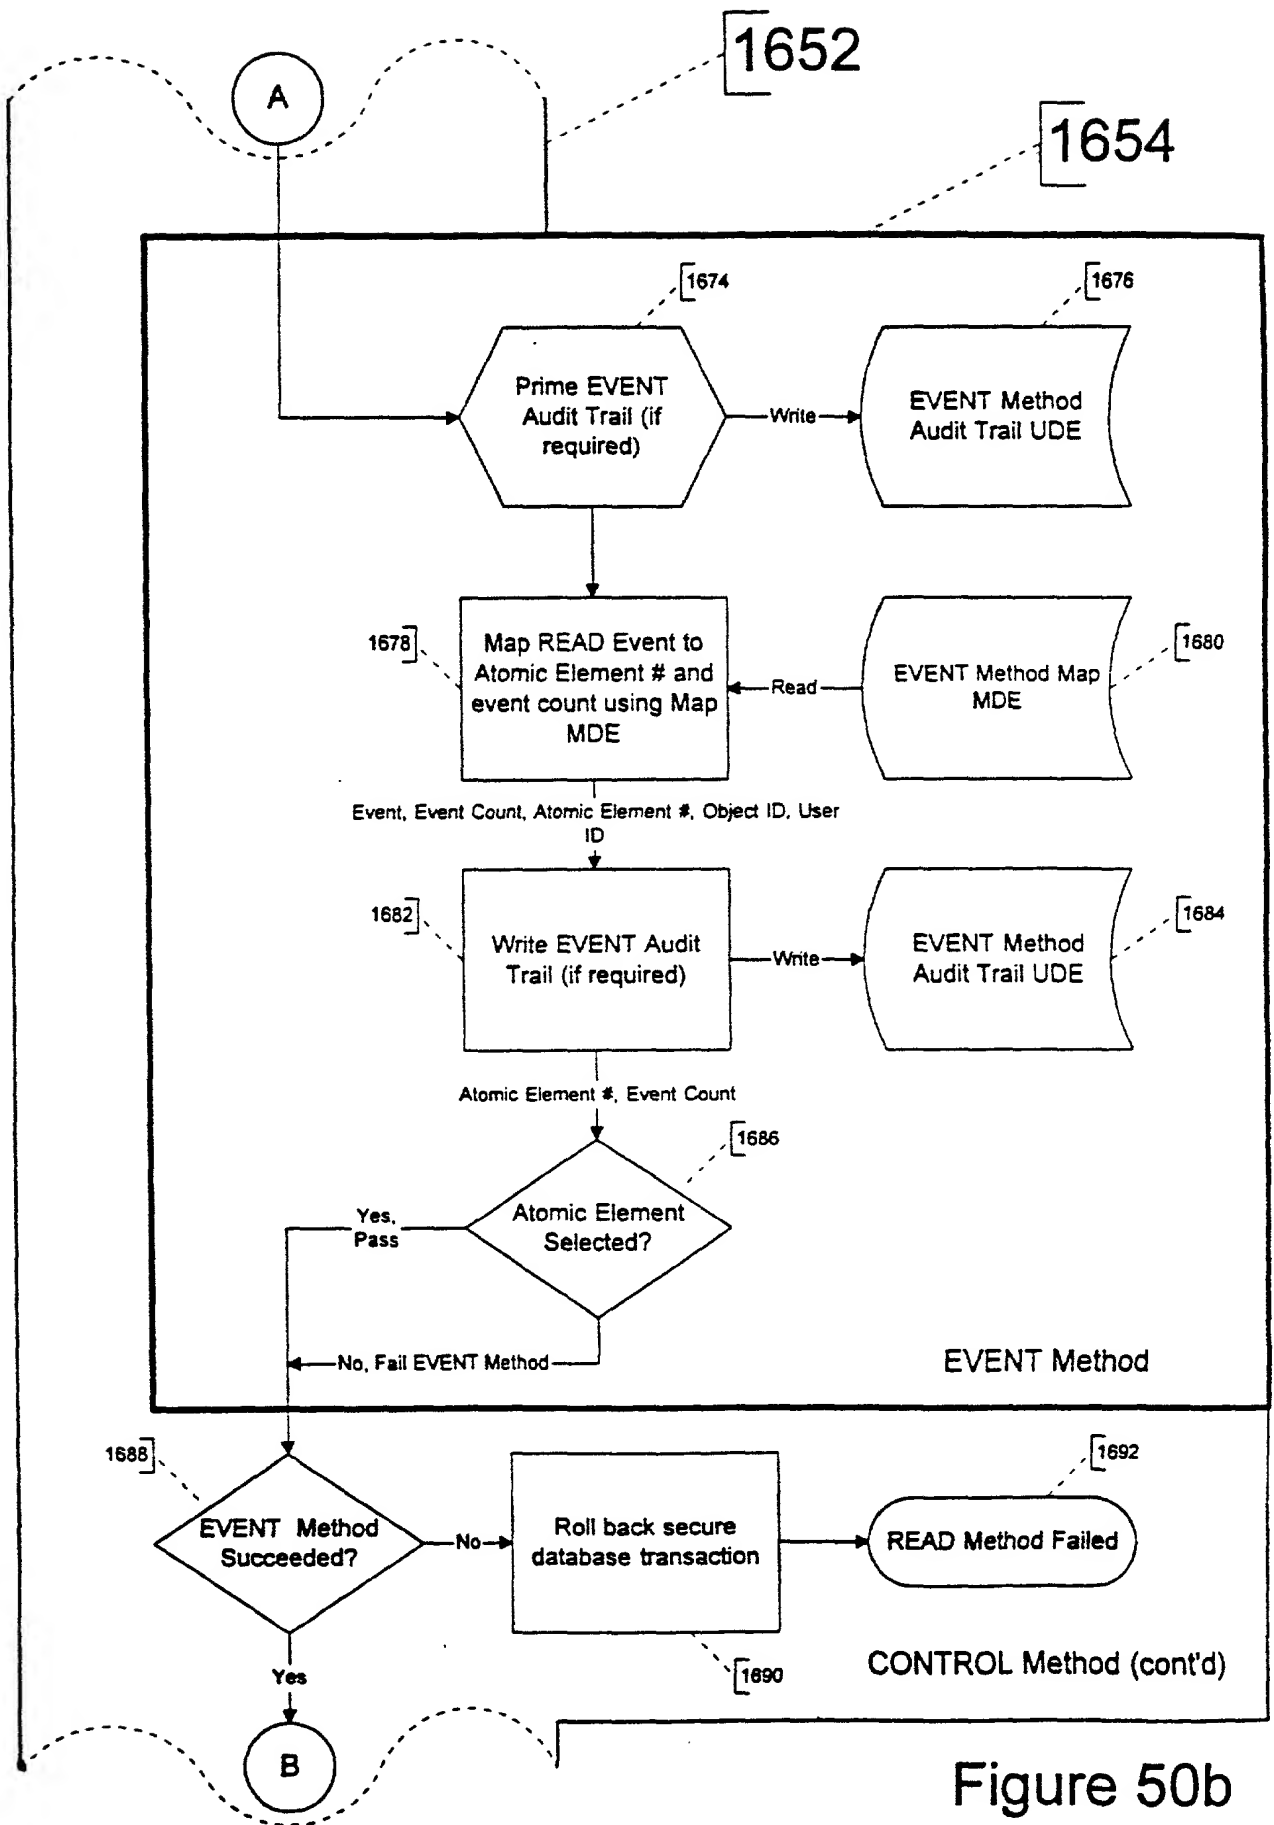 1652
A
1654
1674
1676
Prime EVENT
Audit Trail (if
required)
Write
EVENT Method
Audit Trail UDE
1678
Map READ Event to
Atomic Element # and
event count using Map
MDE
Read
EVENT Method Map
MDE
1680
Event, Event Count, Atomic Element #, Object ID, User
ID
1682
Write EVENT Audit
Trail (if required)
Write
EVENT Method
Audit Trail UDE
1684
Atomic Element #, Event Count
1686
Atomic Element
Selected?
Yes,
Pass
No, Fail EVENT Method
EVENT Method
1688
EVENT Method
Succeeded?
No
Roll back secure
database transaction
1692
READ Method Failed
1690
CONTROL Method (cont'd)
Yes
B
Figure 50b